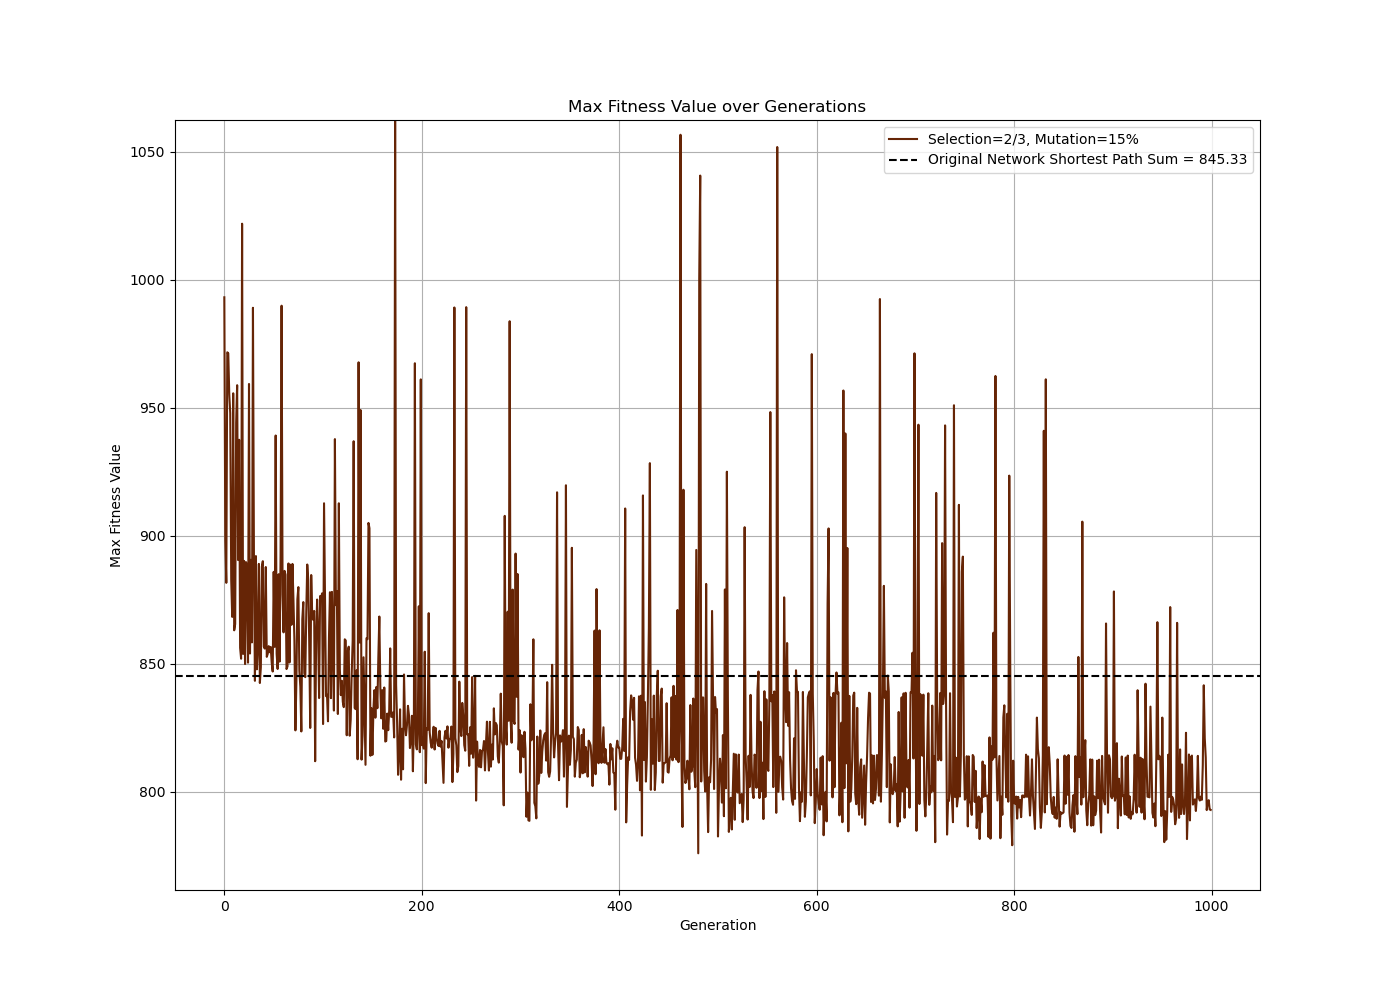 Max Fitness Value over Generations
Selection=2/3, Mutation=15%
Original Network Shortest Path Sum = 845.33
Max Fitness Value
1050
1000
950
900
850
800
0 200 400 600 800 1000
Generation